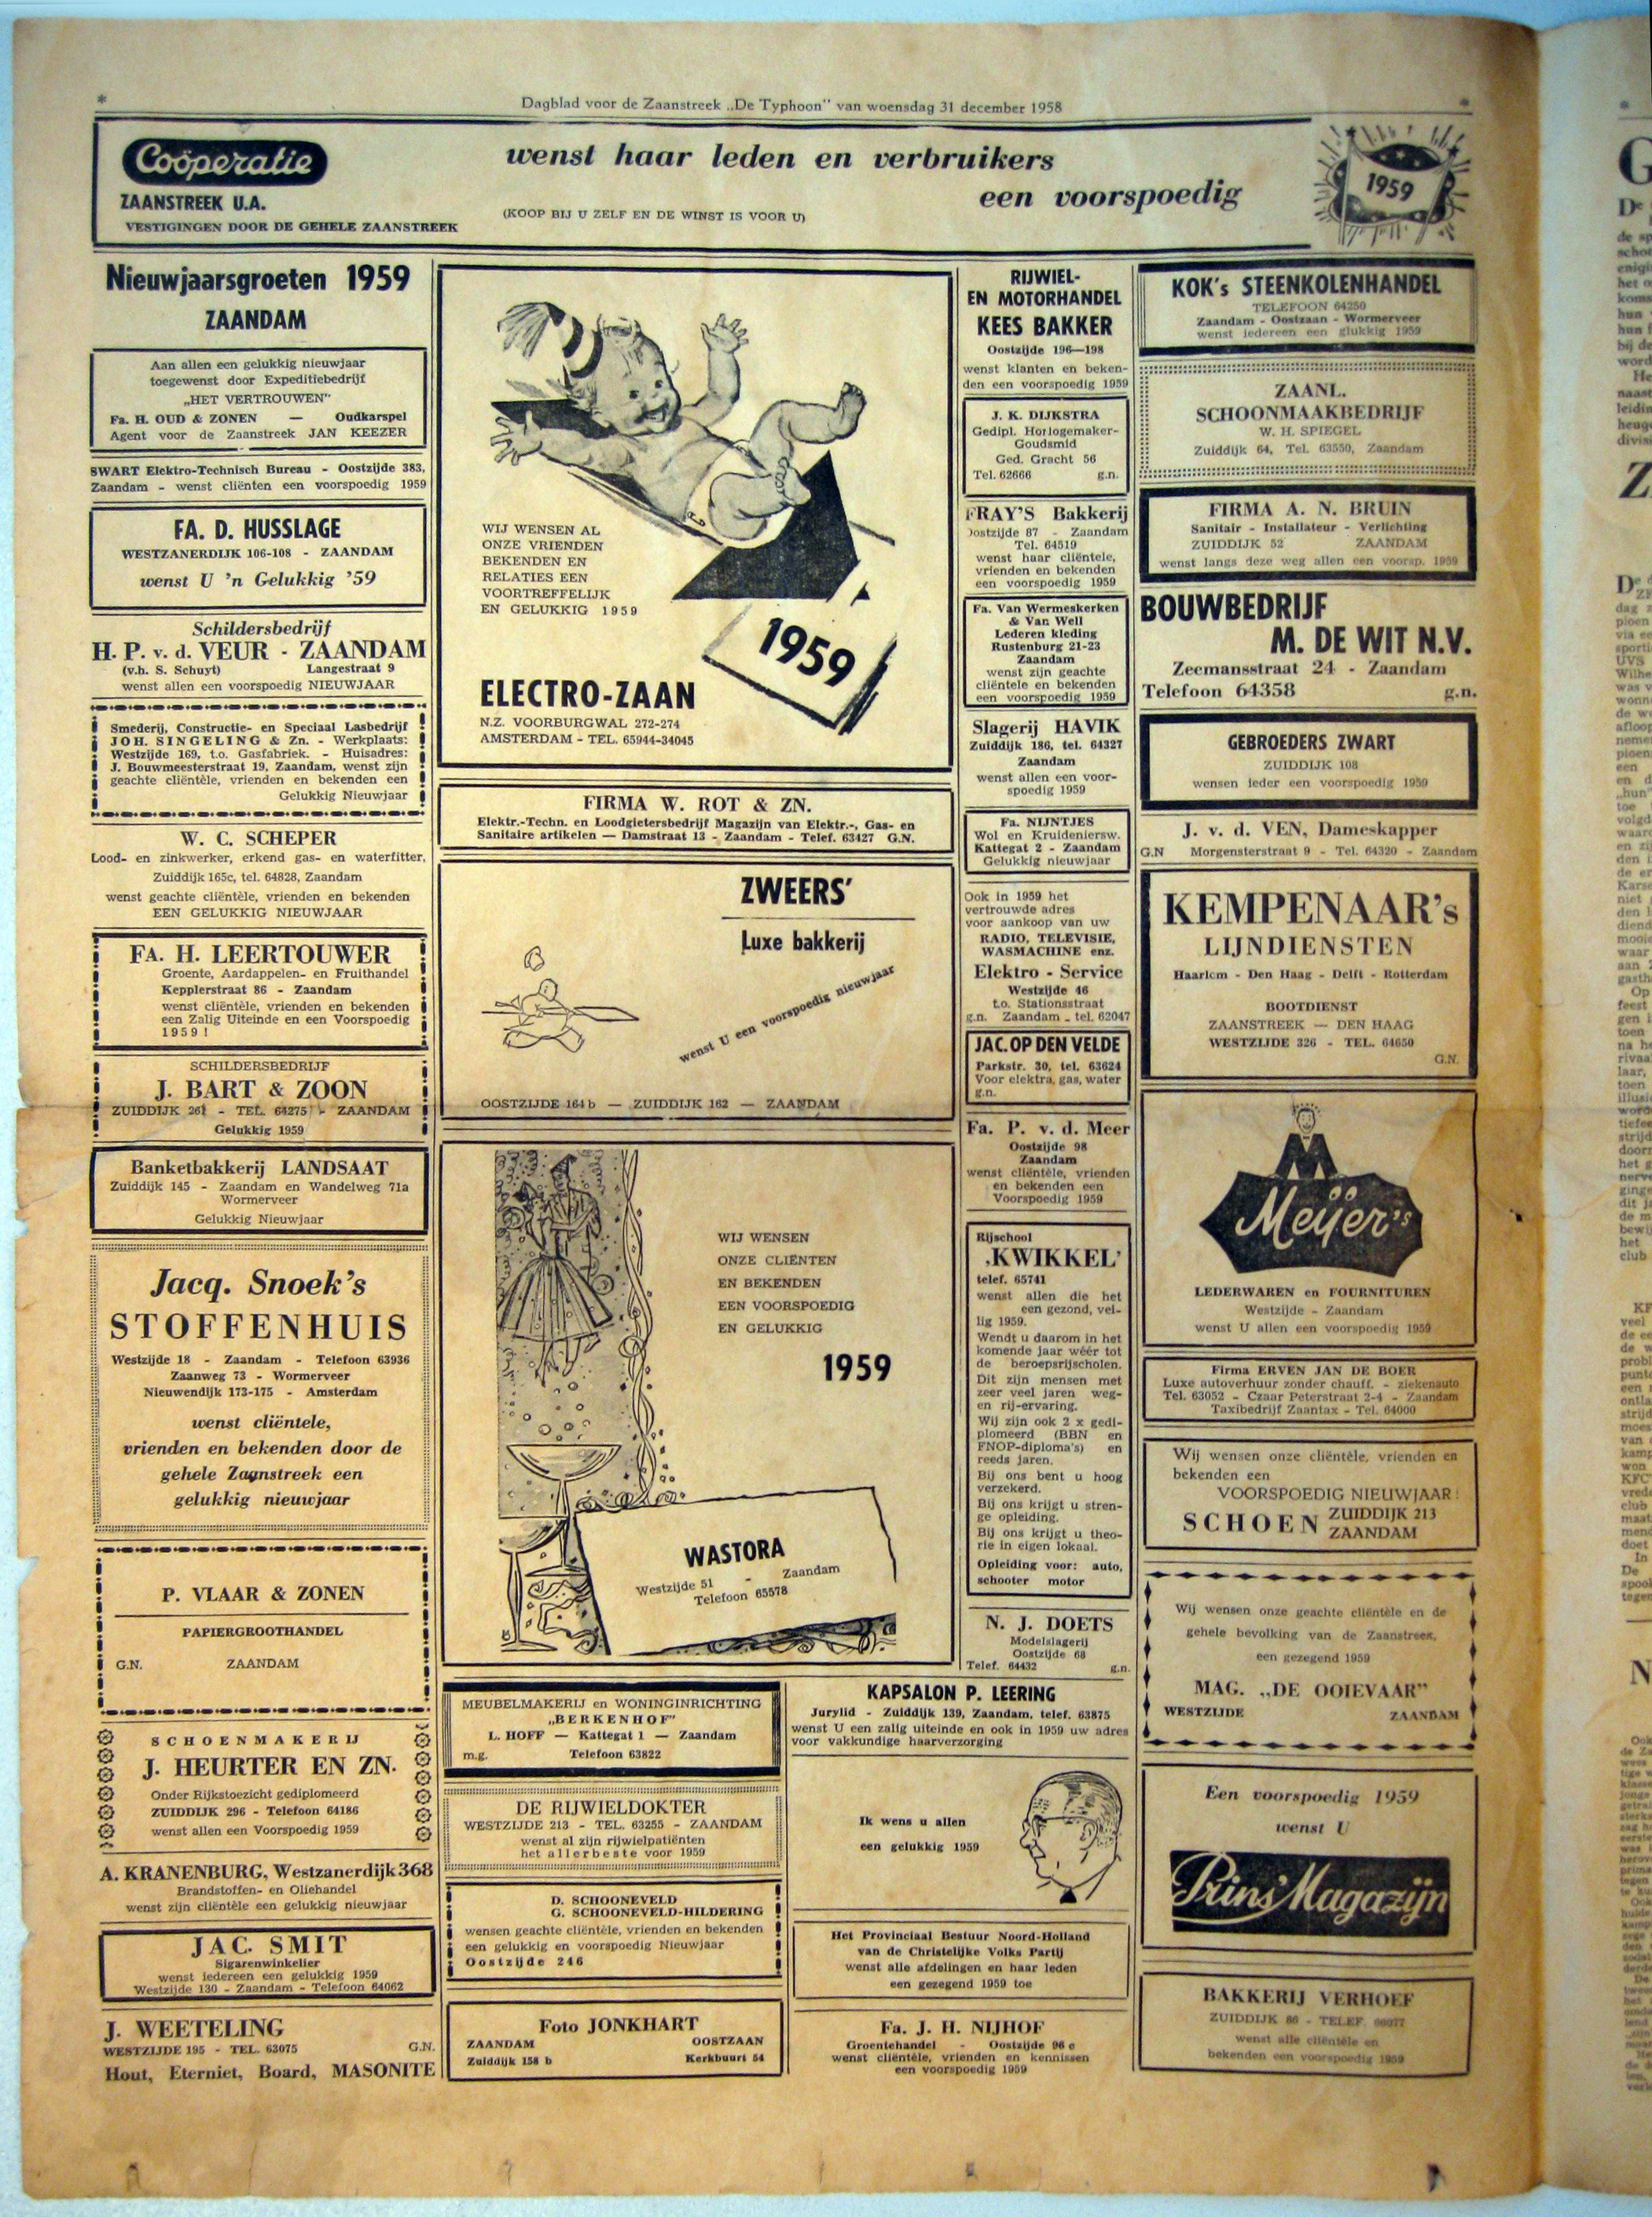 Dagblad voor de Zaanstreek „De Typhoon" van woensdag 31 december 1958
Coöperatie
ZAANSTREEK U.A.
VESTIGINGEN DOOR DE GEHELE ZAANSTREEK
wenst haar leden en verbruikers
een voorspoedig
(KOOP BIJ U ZELF EN DE WINST IS VOOR U)
1959
Nieuwjaarsgroeten 1959
ZAANDAM
Aan allen een gelukkig nieuwjaar
toegewenst door Expeditiebedrijf
„HET VERTROUWEN"
Fa. H. OUD & ZONEN — Oudkarspel
Agent voor de Zaanstreek JAN KEEZER
SWART Elektro-Technisch Bureau - Oostzijde 383,
Zaandam - wenst cliënten een voorspoedig 1959
FA. D. HUSSLAGE
WESTZANERDIJK 106-108 - ZAANDAM
wenst U 'n Gelukkig '59
Schildersbedrijf
H. P. v. d. VEUR - ZAANDAM
(v.h. S. Schuyt) Langestraat 9
wenst allen een voorspoedig NIEUWJAAR
Smederij, Constructie- en Speciaal Lasbedrijf
JOH. SINGELING & Zn. - Werkplaats:
Westzijde 169, t.o. Gasfabriek. - Huisadres:
J. Bouwmeesterstraat 19, Zaandam, wenst zijn
geachte cliëntèle, vrienden en bekenden een
Gelukkig Nieuwjaar
W. C. SCHEPER
Lood- en zinkwerker, erkend gas- en waterfitter,
Zuiddijk 165c, tel. 64828, Zaandam
wenst geachte cliëntèle, vrienden en bekenden
EEN GELUKKIG NIEUWJAAR
FA. H. LEERTOUWER
Groente, Aardappelen- en Fruithandel
Kepplerstraat 86 - Zaandam
wenst cliëntèle, vrienden en bekenden
een Zalig Uiteinde en een Voorspoedig
1959 !
SCHILDERSBEDRIJF
J. BART & ZOON
ZUIDDIJK 261 - TEL. 64275 - ZAANDAM
Gelukkig 1959
Banketbakkerij LANDSAAT
Zuiddijk 145 - Zaandam en Wandelweg 71a
Wormerveer
Gelukkig Nieuwjaar
Jacq. Snoek's
STOFFENHUIS
Westzijde 18 - Zaandam - Telefoon 63936
Zaanweg 73 - Wormerveer
Nieuwendijk 173-175 - Amsterdam
wenst cliëntele,
vrienden en bekenden door de
gehele Zaanstreek een
gelukkig nieuwjaar
P. VLAAR & ZONEN
PAPIERGROOTHANDEL
G.N. ZAANDAM
SCHOENMAKERIJ
J. HEURTER EN ZN.
Onder Rijkstoezicht gediplomeerd
ZUIDDIJK 296 - Telefoon 64186
wenst allen een Voorspoedig 1959
A. KRANENBURG, Westzanerdijk 368
Brandstoffen- en Oliehandel
wenst zijn cliëntèle een gelukkig nieuwjaar
JAC. SMIT
Sigarenwinkelier
wenst iedereen een gelukkig 1959
Westzijde 130 - Zaandam - Telefoon 64062
J. WEETELING
WESTZIJDE 195 - TEL. 63075 G.N.
Hout, Eterniet, Board, MASONITE
WIJ WENSEN AL
ONZE VRIENDEN
BEKENDEN EN
RELATIES EEN
VOORTREFFELIJK
EN GELUKKIG 1959
1959
ELECTRO-ZAAN
N.Z. VOORBURGWAL 272-274
AMSTERDAM - TEL. 65944-34045
FIRMA W. ROT & ZN.
Elektr.-Techn. en Loodgietersbedrijf Magazijn van Elektr.-, Gas- en
Sanitaire artikelen — Damstraat 13 - Zaandam - Telef. 63427 G.N.
ZWEERS'
Luxe bakkerij
wenst U een voorspoedig nieuwjaar
OOSTZIJDE 164 b — ZUIDDIJK 162 — ZAANDAM
WIJ WENSEN
ONZE CLIËNTEN
EN BEKENDEN
EEN VOORSPOEDIG
EN GELUKKIG
1959
WASTORA
Westzijde 51 - Zaandam
Telefoon 65578
MEUBELMAKERIJ en WONINGINRICHTING
„BERKENHOF"
L. HOFF — Kattegat 1 — Zaandam
m.g. Telefoon 63822
DE RIJWIELDOKTER
WESTZIJDE 213 - TEL. 63255 - ZAANDAM
wenst al zijn rijwielpatiënten
het allerbeste voor 1959
D. SCHOONEVELD
G. SCHOONEVELD-HILDERING
wensen geachte cliëntèle, vrienden en bekenden
een gelukkig en voorspoedig Nieuwjaar
Oostzijde 246
Foto JONKHART
ZAANDAM OOSTZAAN
Zuiddijk 158 b Kerkbuurt 54
KAPSALON P. LEERING
Jurylid - Zuiddijk 139, Zaandam, telef. 63875
wenst U een zalig uiteinde en ook in 1959 uw adres
voor vakkundige haarverzorging
Ik wens u allen
een gelukkig 1959
Het Provinciaal Bestuur Noord-Holland
van de Christelijke Volks Partij
wenst alle afdelingen en haar leden
een gezegend 1959 toe
Fa. J. H. NIJHOF
Groentehandel - Oostzijde 96 c
wenst cliëntèle, vrienden en kennissen
een voorspoedig 1959
RIJWIEL-
EN MOTORHANDEL
KEES BAKKER
Oostzijde 196—198
wenst klanten en beken-
den een voorspoedig 1959
J. K. DIJKSTRA
Gedipl. Horlogemaker-
Goudsmid
Ged. Gracht 56
Tel. 62666 g.n.
FRAY'S Bakkerij
Oostzijde 87 - Zaandam
Tel. 64519
wenst haar cliëntele,
vrienden en bekenden
een voorspoedig 1959
Fa. Van Wermeskerken
& Van Well
Lederen kleding
Rustenburg 21-23
Zaandam
wenst zijn geachte
cliëntele en bekenden
een voorspoedig 1959
Slagerij HAVIK
Zuiddijk 186, tel. 64327
Zaandam
wenst allen een voor-
spoedig 1959
Fa. NIJNTJES
Wol en Kruideniersw.
Kattegat 2 - Zaandam
Gelukkig nieuwjaar
Ook in 1959 het
vertrouwde adres
voor aankoop van uw
RADIO, TELEVISIE,
WASMACHINE enz.
Elektro - Service
Westzijde 46
t.o. Stationsstraat
g.n. Zaandam - tel. 62047
JAC. OP DEN VELDE
Parkstr. 30, tel. 63624
Voor elektra, gas, water
g.n.
Fa. P. v. d. Meer
Oostzijde 98
Zaandam
wenst cliëntèle, vrienden
en bekenden een
Voorspoedig 1959
Rijschool
‚KWIKKEL'
telef. 65741
wenst allen die het
een gezond, vei-
lig 1959.
Wendt u daarom in het
komende jaar wéér tot
de beroepsrijscholen.
Dit zijn mensen met
zeer veel jaren weg-
en rij-ervaring.
Wij zijn ook 2 x gedi-
plomeerd (BBN en
FNOP-diploma's) en
reeds jaren.
Bij ons bent u hoog
verzekerd.
Bij ons krijgt u stren-
ge opleiding.
Bij ons krijgt u theo-
rie in eigen lokaal.
Opleiding voor: auto,
schooter motor
N. J. DOETS
Modelslagerij
Oostzijde 68
Telef. 64432 g.n.
KOK's STEENKOLENHANDEL
TELEFOON 64250
Zaandam - Oostzaan - Wormerveer
wenst iedereen een glukkig 1959
ZAANL.
SCHOONMAAKBEDRIJF
W. H. SPIEGEL
Zuiddijk 64, Tel. 63550, Zaandam
FIRMA A. N. BRUIN
Sanitair - Installateur - Verlichting
ZUIDDIJK 52 ZAANDAM
wenst langs deze weg allen een voorsp. 1959
BOUWBEDRIJF
M. DE WIT N.V.
Zeemansstraat 24 - Zaandam
Telefoon 64358 g.n.
GEBROEDERS ZWART
ZUIDDIJK 108
wensen ieder een voorspoedig 1959
J. v. d. VEN, Dameskapper
G.N Morgensterstraat 9 - Tel. 64320 - Zaandam
KEMPENAAR's
LIJNDIENSTEN
Haarlem - Den Haag - Delft - Rotterdam
BOOTDIENST
ZAANSTREEK — DEN HAAG
WESTZIJDE 326 - TEL. 64650
G.N.
Meijer's
LEDERWAREN en FOURNITUREN
Westzijde - Zaandam
wenst U allen een voorspoedig 1959
Firma ERVEN JAN DE BOER
Luxe autoverhuur zonder chauff. - ziekenauto
Tel. 63052 - Czaar Peterstraat 2-4 - Zaandam
Taxibedrijf Zaantax - Tel. 64000
Wij wensen onze cliëntèle, vrienden en
bekenden een
VOORSPOEDIG NIEUWJAAR!
SCHOEN ZUIDDIJK 213
ZAANDAM
Wij wensen onze geachte cliëntèle en de
gehele bevolking van de Zaanstreek,
een gezegend 1959
MAG. „DE OOIEVAAR"
WESTZIJDE ZAANDAM
Een voorspoedig 1959
wenst U
Prins' Magazijn
BAKKERIJ VERHOEF
ZUIDDIJK 86 - TELEF.
wenst alle cliëntèle en
bekenden een voorspoedig 1959